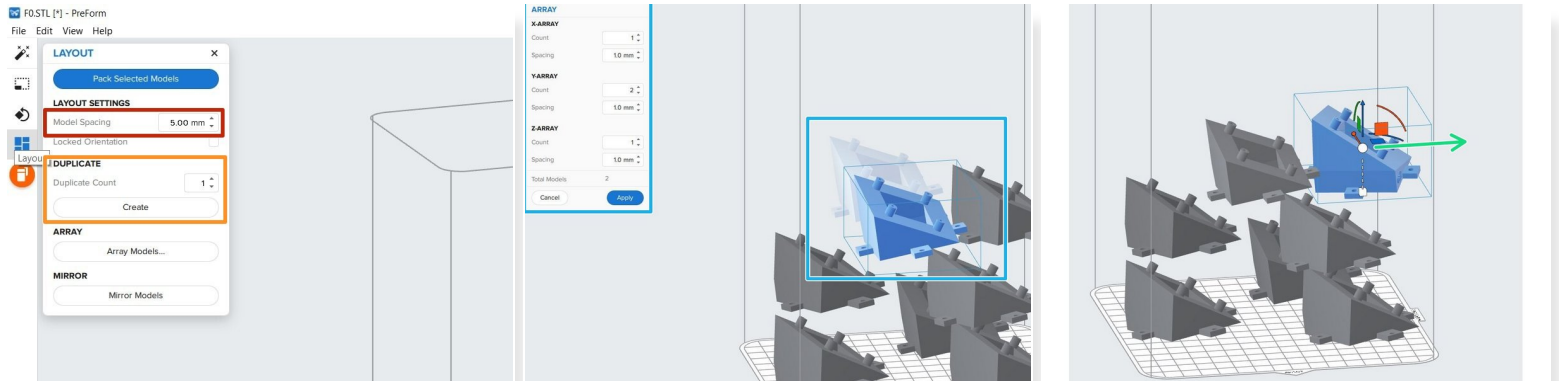 F0.STL [*] - PreForm
File Edit View Help
LAYOUT ×
Pack Selected Models
LAYOUT SETTINGS
Model Spacing 5.00 mm
Locked Orientation
Layou
DUPLICATE
Duplicate Count 1
Create
ARRAY
Array Models...
MIRROR
Mirror Models
ARRAY
X-ARRAY
Count 1
Spacing 1.0 mm
Y-ARRAY
Count 2
Spacing 1.0 mm
Z-ARRAY
Count 1
Spacing 1.0 mm
Total Models 2
Cancel Apply